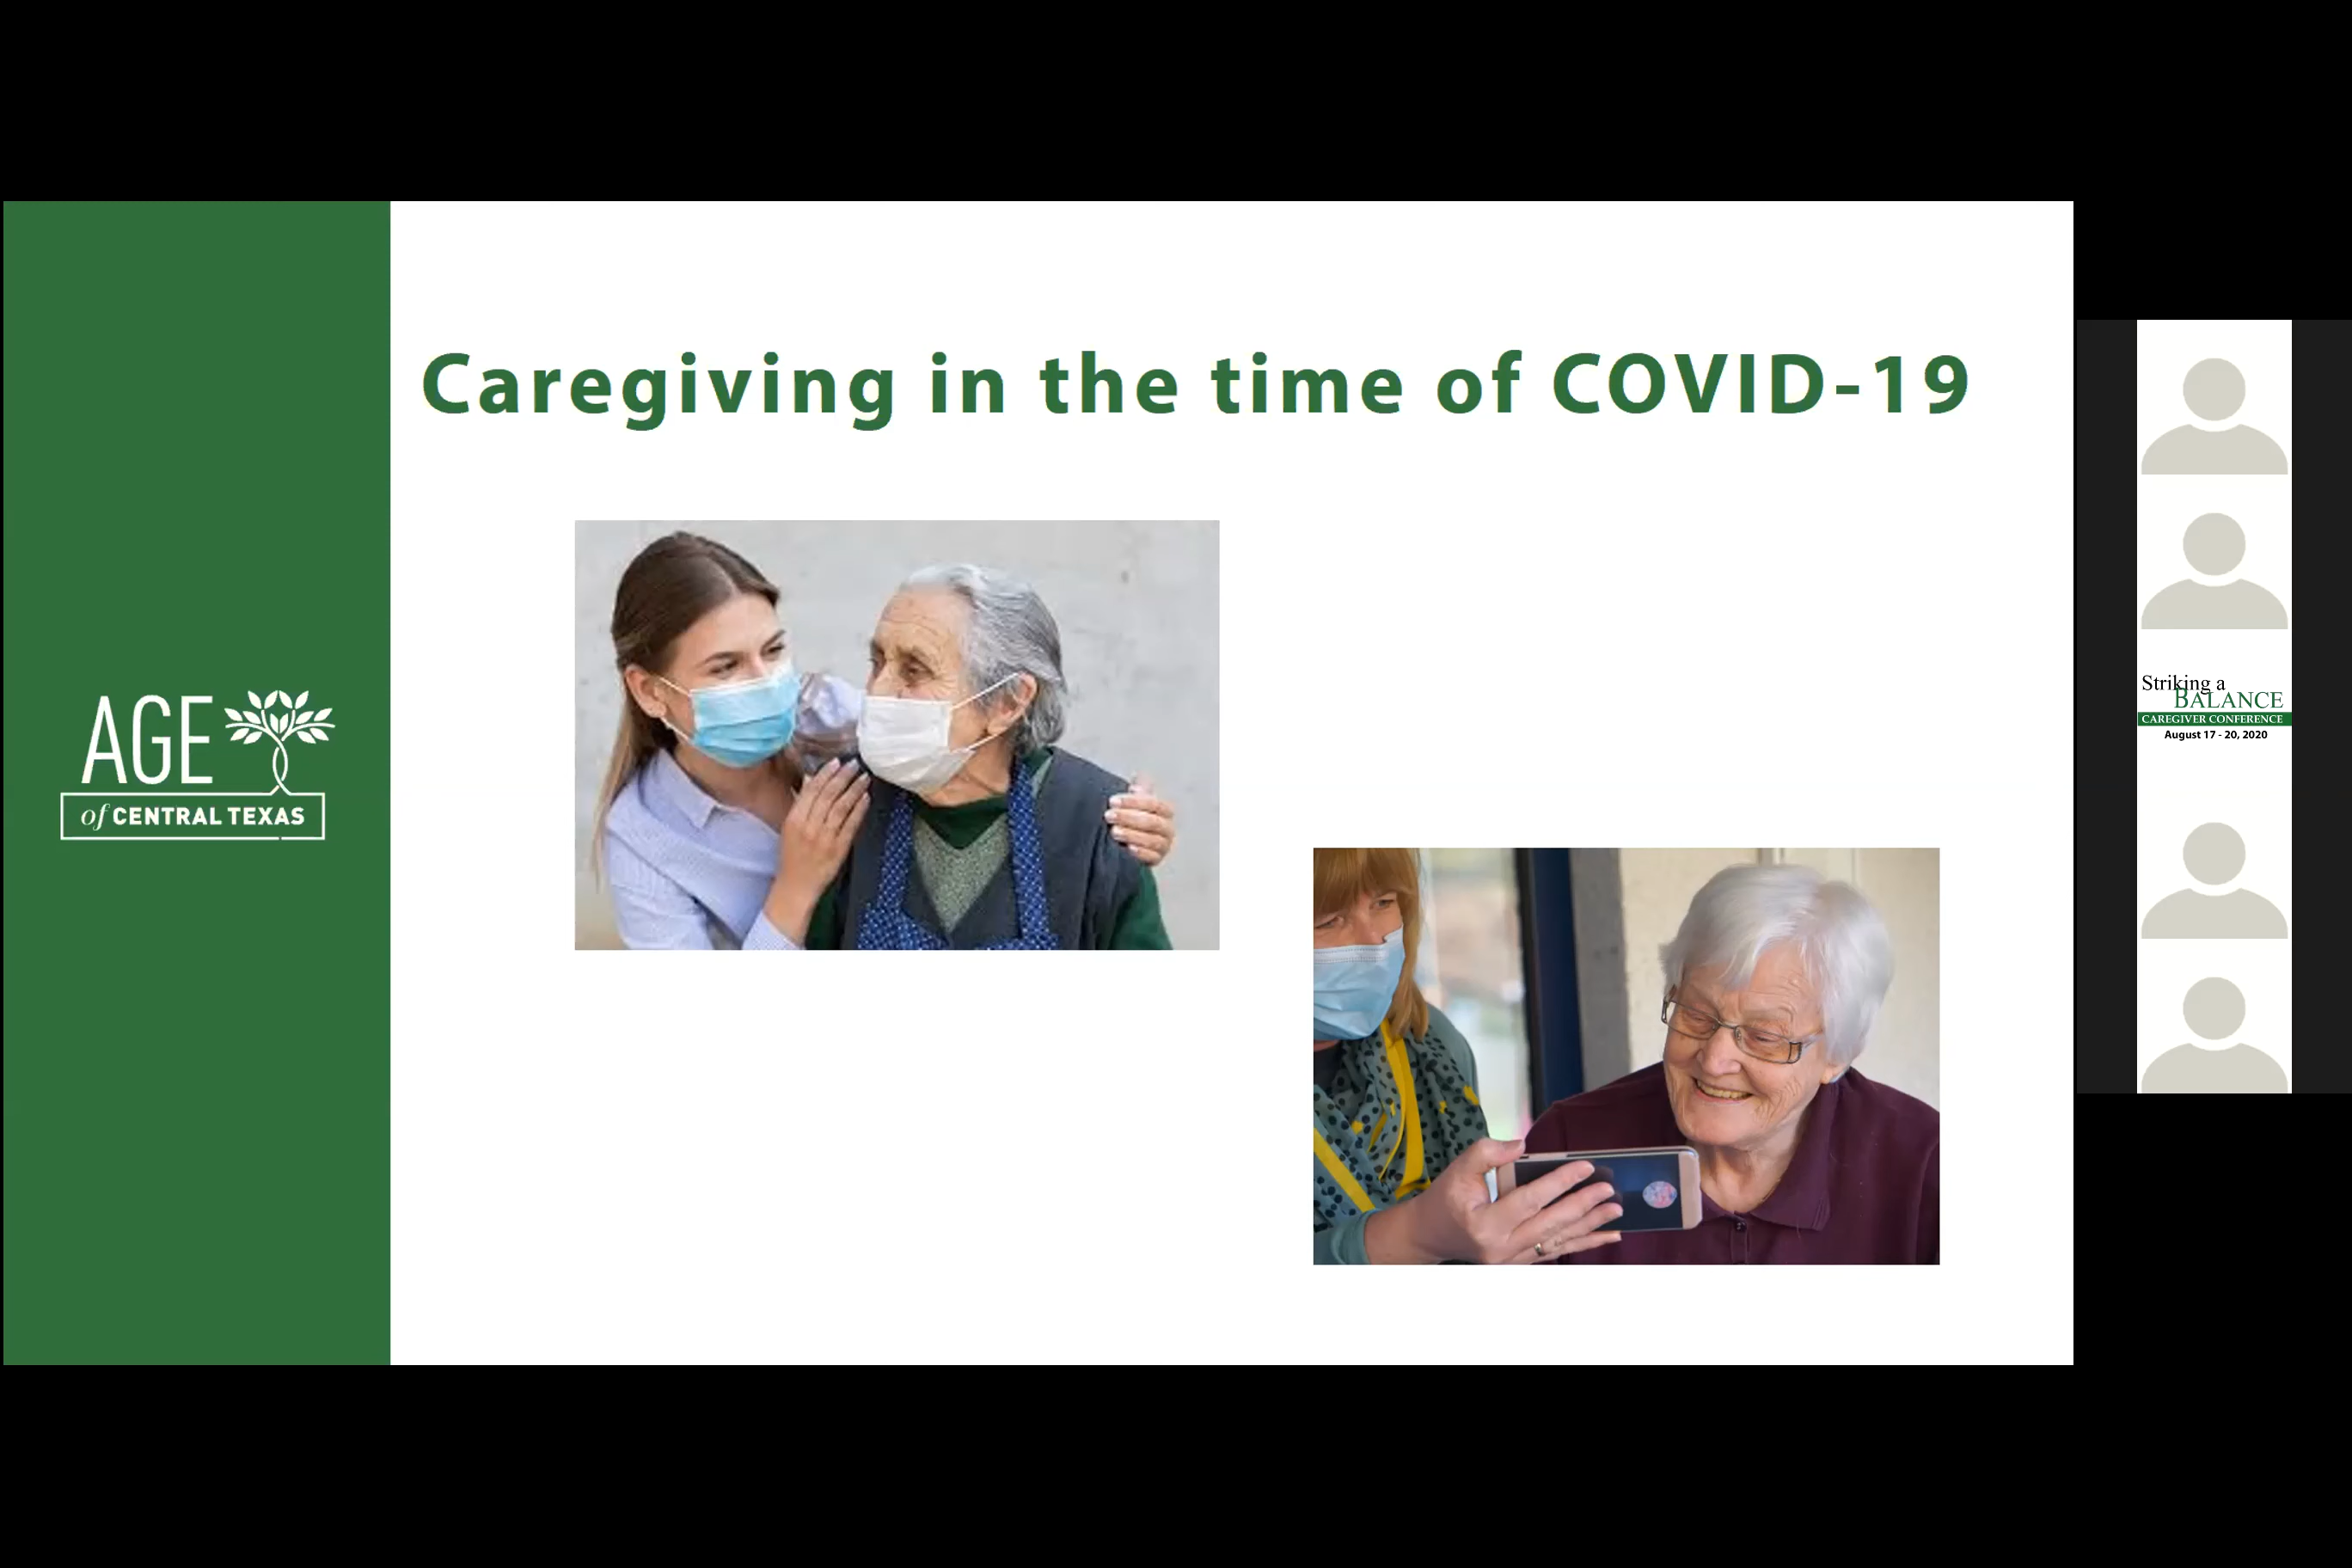 Caregiving in the time of COVID-19
AGE
of CENTRAL TEXAS
Striking a
BALANCE
CAREGIVER CONFERENCE
August 17 - 20, 2020